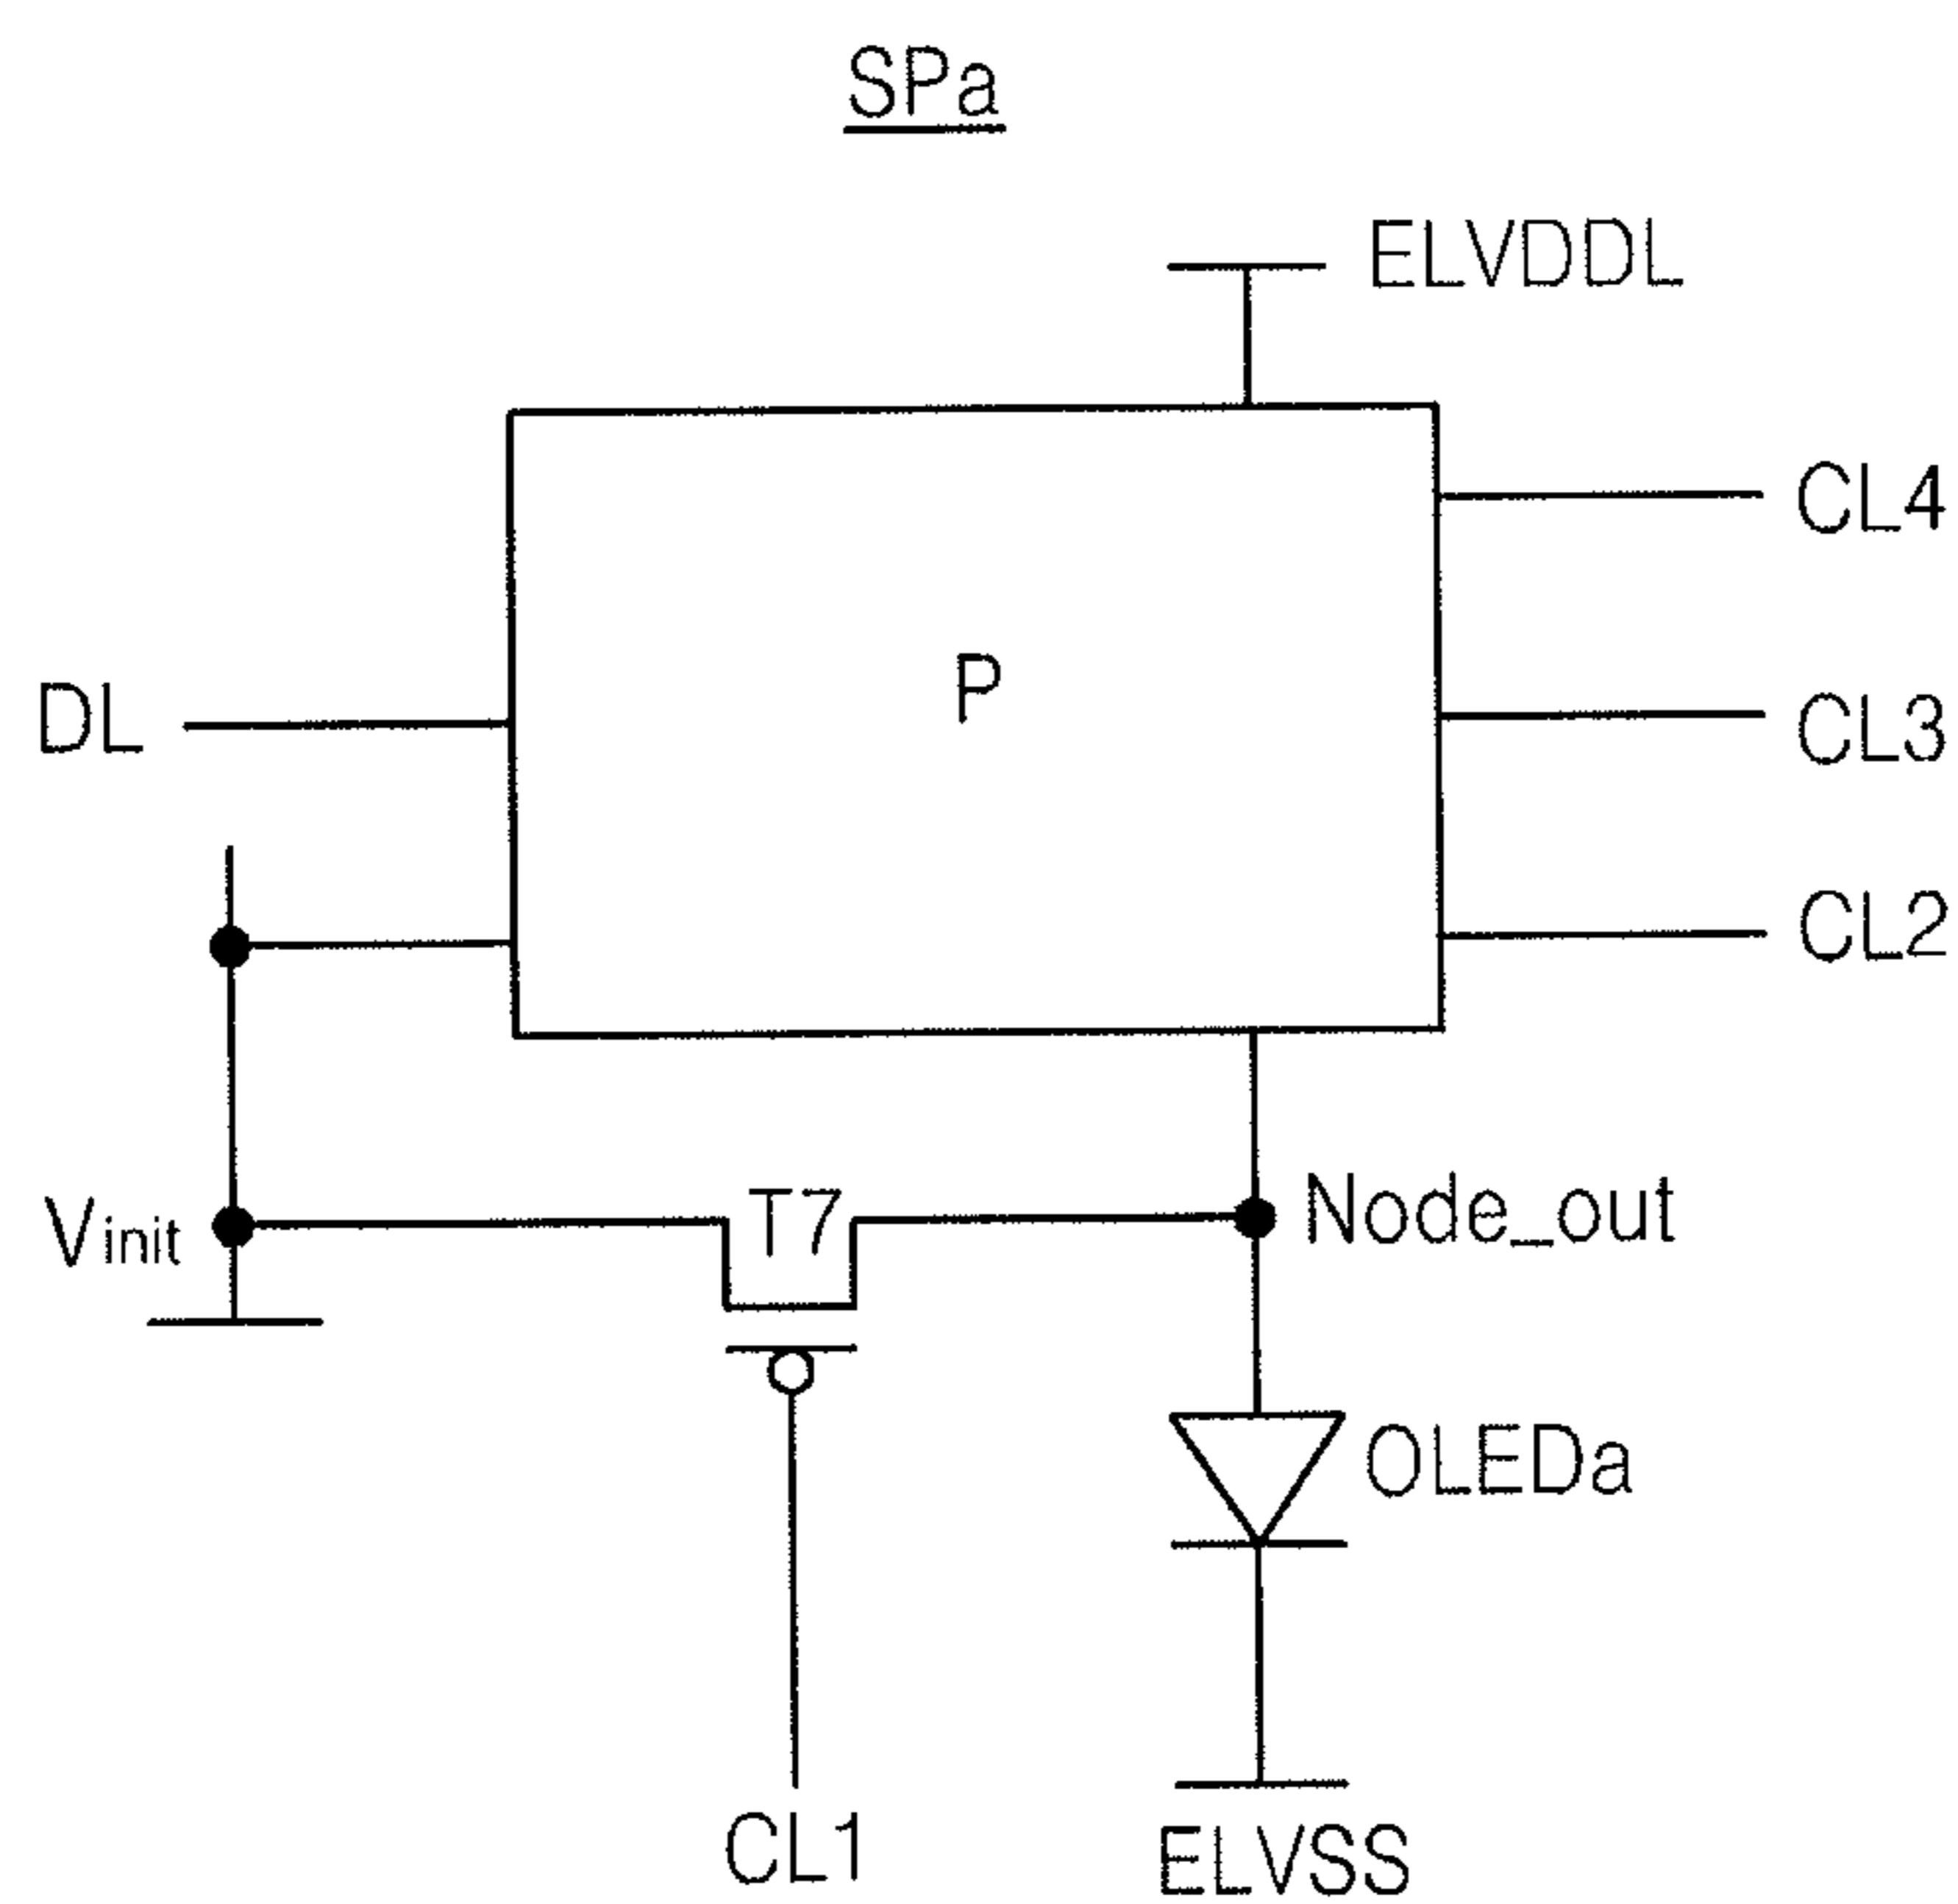 SPa
ELVDDL
CL4
P
DL
CL3
CL2
Vinit
T7
Node_out
OLEDa
CL1
ELVSS